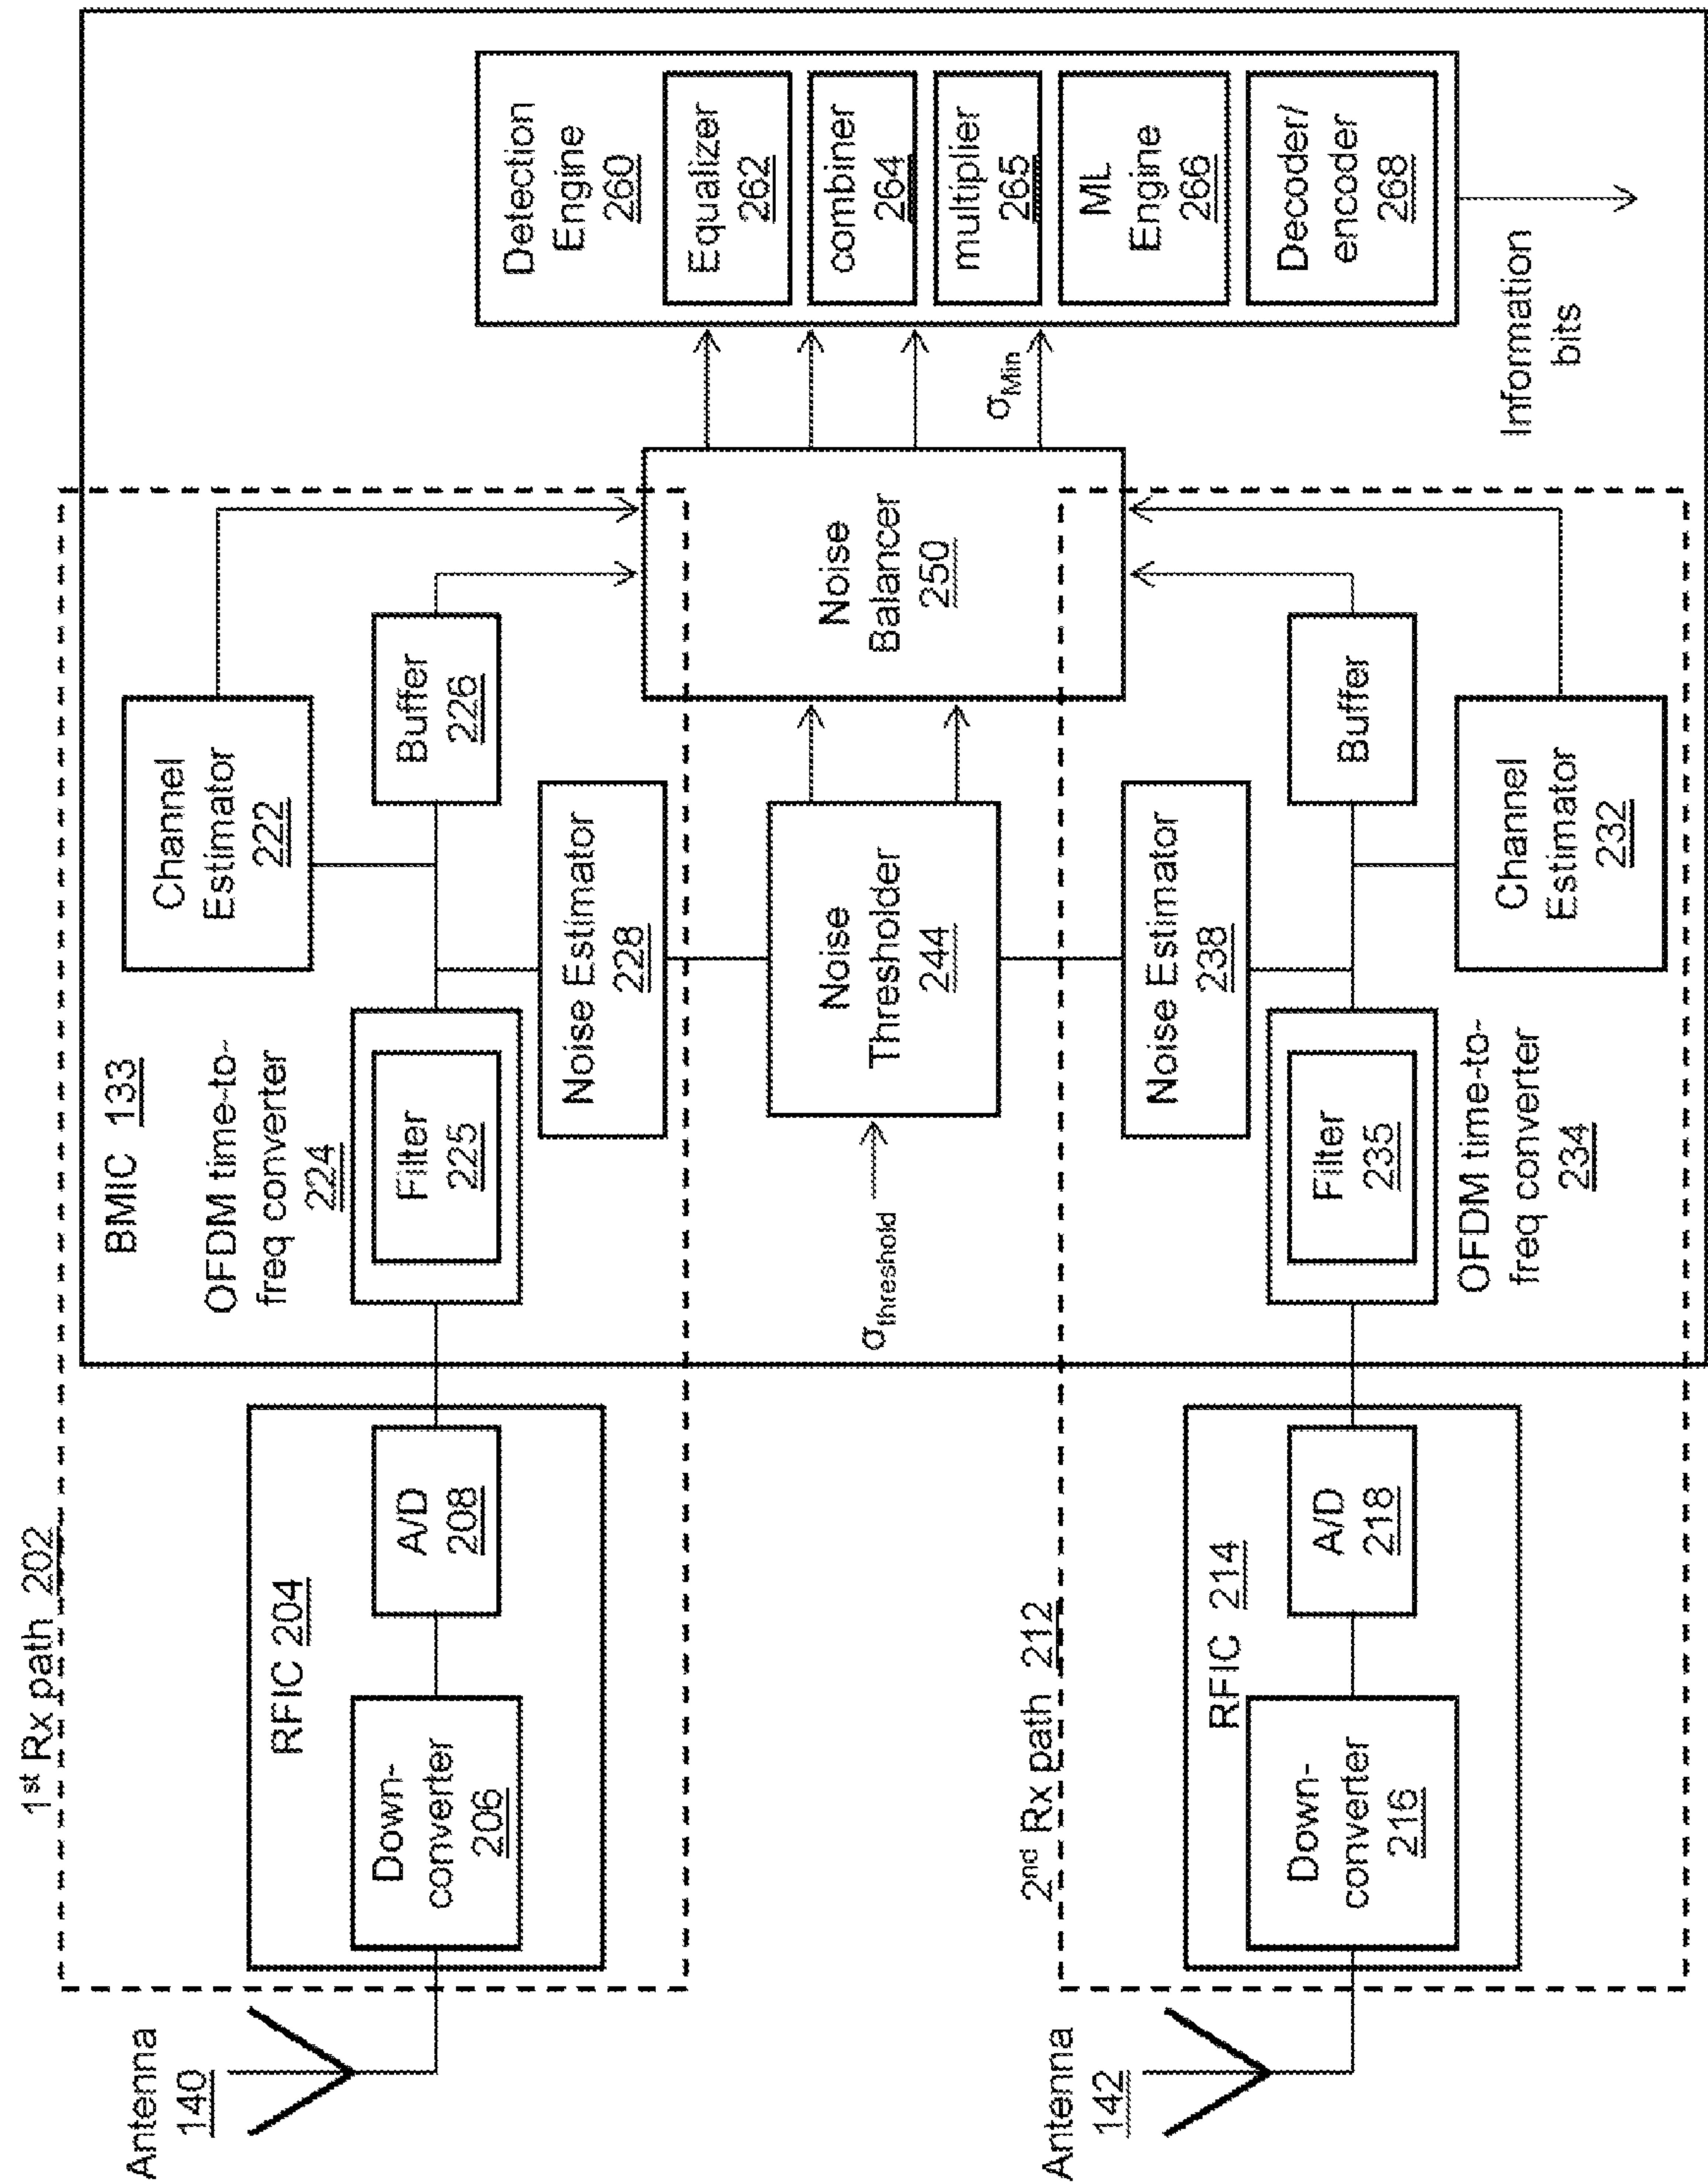 1st Rx path 202
Antenna
140
RFIC 204
Down-
converter
206
A/D
208
BMIC 133
OFDM time-to-
freq converter
224
Filter
225
Channel
Estimator
222
Buffer
226
Noise Estimator
228
σthreshold
Noise
Thresholder
244
Noise
Balancer
250
σMin
Detection
Engine
260
Equalizer
262
combiner
264
multiplier
265
ML
Engine
266
Decoder/
encoder
268
Information
bits
2nd Rx path 212
Antenna
142
RFIC 214
Down-
converter
216
A/D
218
Noise Estimator
238
Filter
235
OFDM time-to-
freq converter
234
Buffer
Channel
Estimator
232